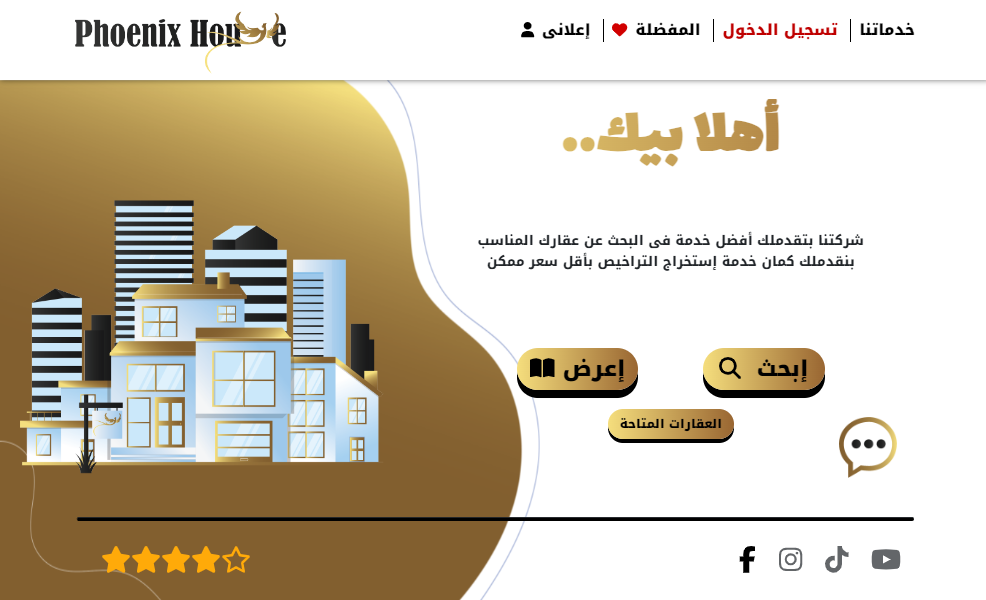 Phoenix House
خدماتنا
تسجيل الدخول
المفضلة
إعلانى
أهلا بيك..
شركتنا بتقدملك أفضل خدمة فى البحث عن عقارك المناسب
بنقدملك كمان خدمة إستخراج التراخيص بأقل سعر ممكن
إبحث
إعرض
العقارات المتاحة